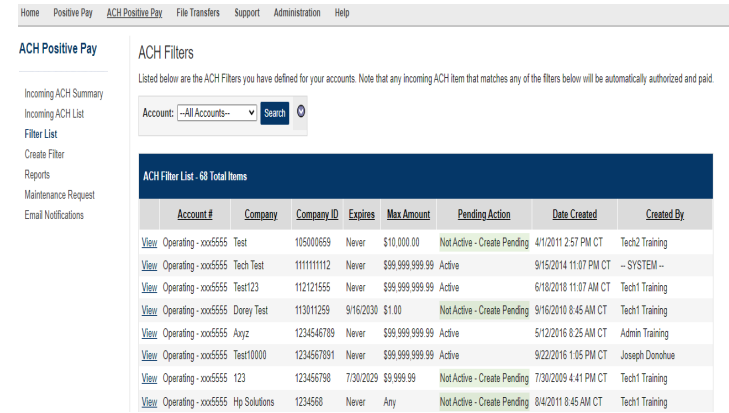 Home Positive Pay ACH Positive Pay File Transfers Support Administration Help
ACH Positive Pay
Incoming ACH Summary
Incoming ACH List
Filter List
Create Filter
Reports
Maintenance Request
Email Notifications
ACH Filters
Listed below are the ACH Filters you have defined for your accounts. Note that any incoming ACH item that matches any of the filters below will be automatically authorized and paid.
Account: --All Accounts-- Search
ACH Filter List - 68 Total Items
Account # Company Company ID Expires Max Amount Pending Action Date Created Created By
View Operating - xxx5555 Test 105000659 Never $10,000.00 Not Active - Create Pending 4/1/2011 2:57 PM CT Tech2 Training
View Operating - xxx5555 Tech Test 1111111112 Never $99,999,999.99 Active 9/15/2014 11:07 PM CT -- SYSTEM --
View Operating - xxx5555 Test123 112121555 Never $99,999,999.99 Active 6/18/2018 11:07 AM CT Tech1 Training
View Operating - xxx5555 Dorey Test 113011259 9/16/2030 $1.00 Not Active - Create Pending 9/16/2010 8:45 AM CT Tech1 Training
View Operating - xxx5555 Axyz 1234546789 Never $99,999,999.99 Active 5/12/2016 8:25 AM CT Admin Training
View Operating - xxx5555 Test10000 1234567891 Never $99,999,999.99 Active 9/22/2016 1:05 PM CT Joseph Donohue
View Operating - xxx5555 123 123456798 7/30/2029 $9,999.99 Not Active - Create Pending 7/30/2009 4:41 PM CT Tech1 Training
View Operating - xxx5555 Hp Solutions 1234568 Never Any Not Active - Create Pending 8/4/2011 8:45 AM CT Tech1 Training